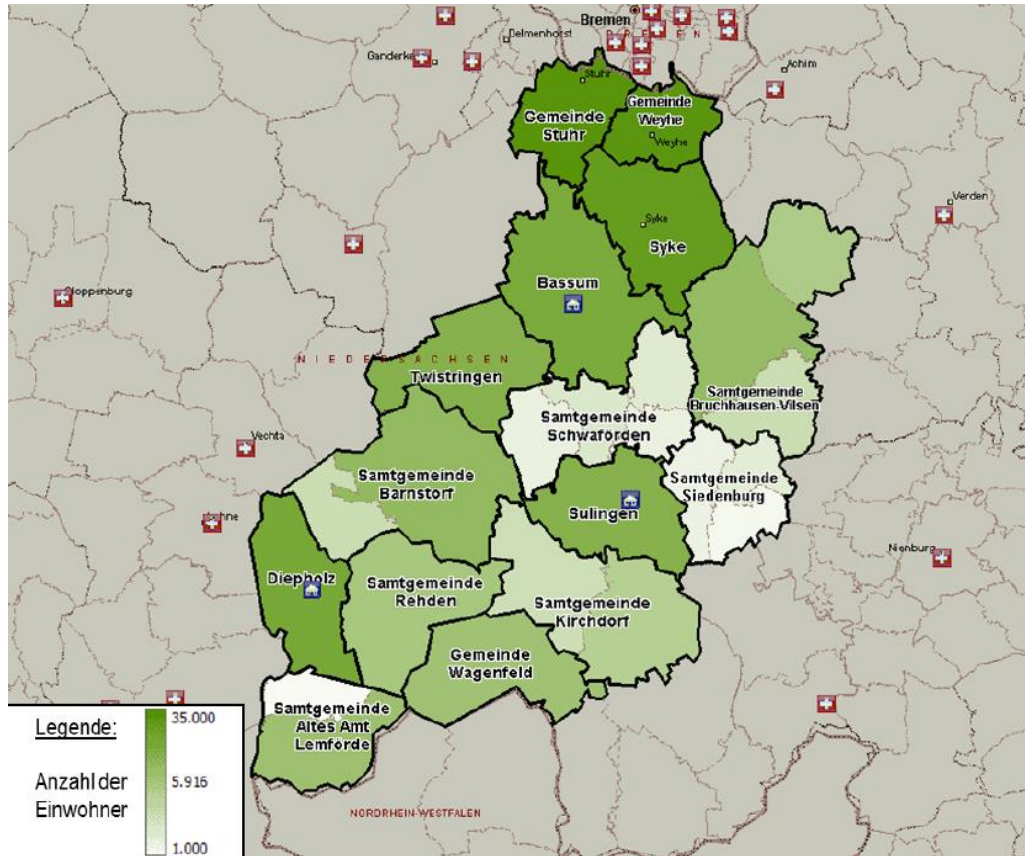 Bremen
BREMEN
Delmenhorst
Achim
Stuhr
Gemeinde
Stuhr
Gemeinde
Weyhe
Weyhe
Verden
Syke
Syke
Bassum
NIEDERSACHSEN
Twistringen
Samtgemeinde
Bruchhausen-Vilsen
Samtgemeinde
Schwaförden
Vechta
Samtgemeinde
Barnstorf
Samtgemeinde
Siedenburg
Sulingen
Nienburg
Diepholz
Samtgemeinde
Rehden
Samtgemeinde
Kirchdorf
Gemeinde
Wagenfeld
Samtgemeinde
Altes Amt
Lemförde
NORDRHEIN-WESTFALEN
Legende:
Anzahl der
Einwohner
35.000
5.916
1.000